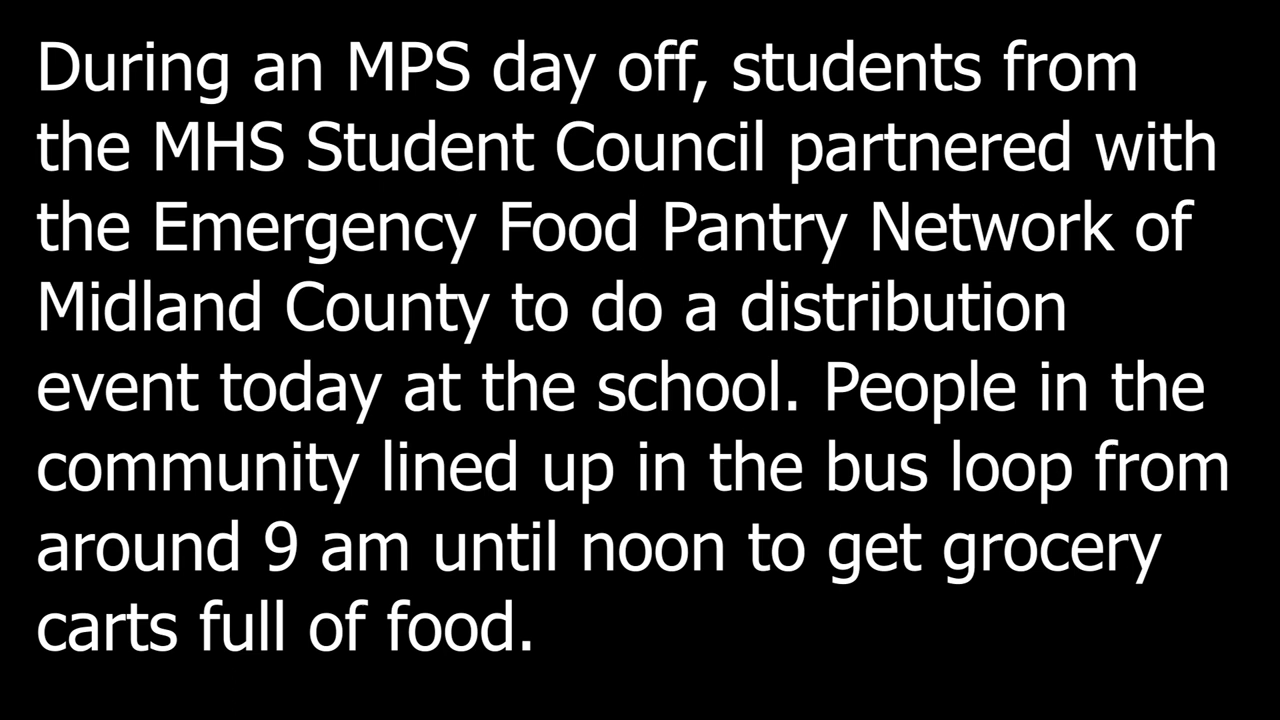 During an MPS day off, students from
the MHS Student Council partnered with
the Emergency Food Pantry Network of
Midland County to do a distribution
event today at the school. People in the
community lined up in the bus loop from
around 9 am until noon to get grocery
carts full of food.